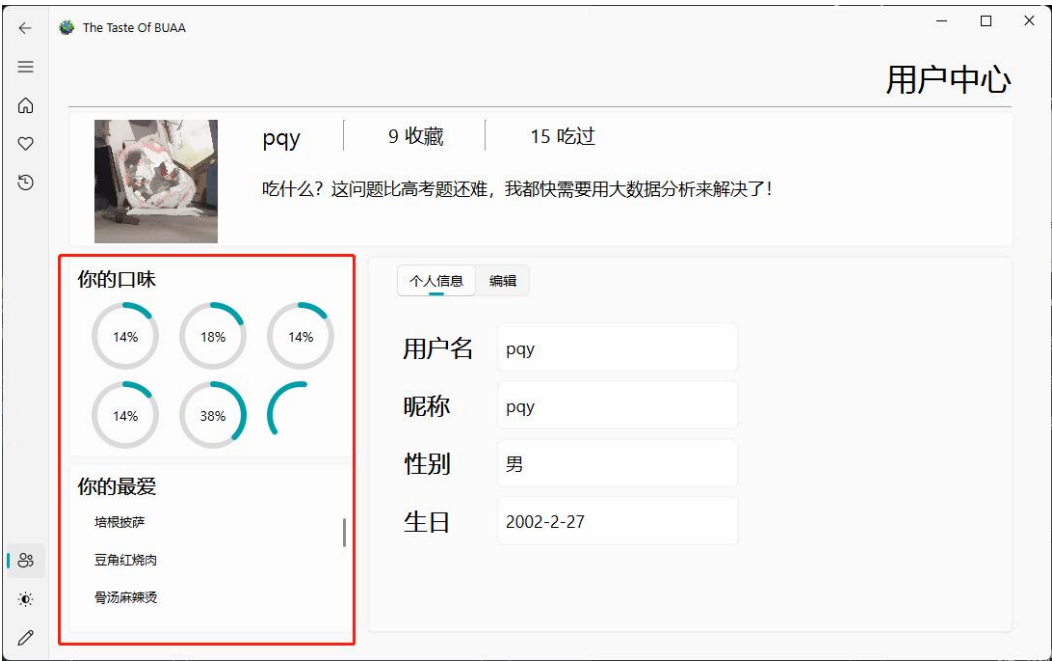 The Taste Of BUAA
用户中心
pqy
9 收藏
15 吃过
吃什么？这问题比高考题还难，我都快需要用大数据分析来解决了！
你的口味
14%
18%
14%
14%
38%
你的最爱
培根披萨
豆角红烧肉
骨汤麻辣烫
个人信息
编辑
用户名 pqy
昵称 pqy
性别 男
生日 2002-2-27